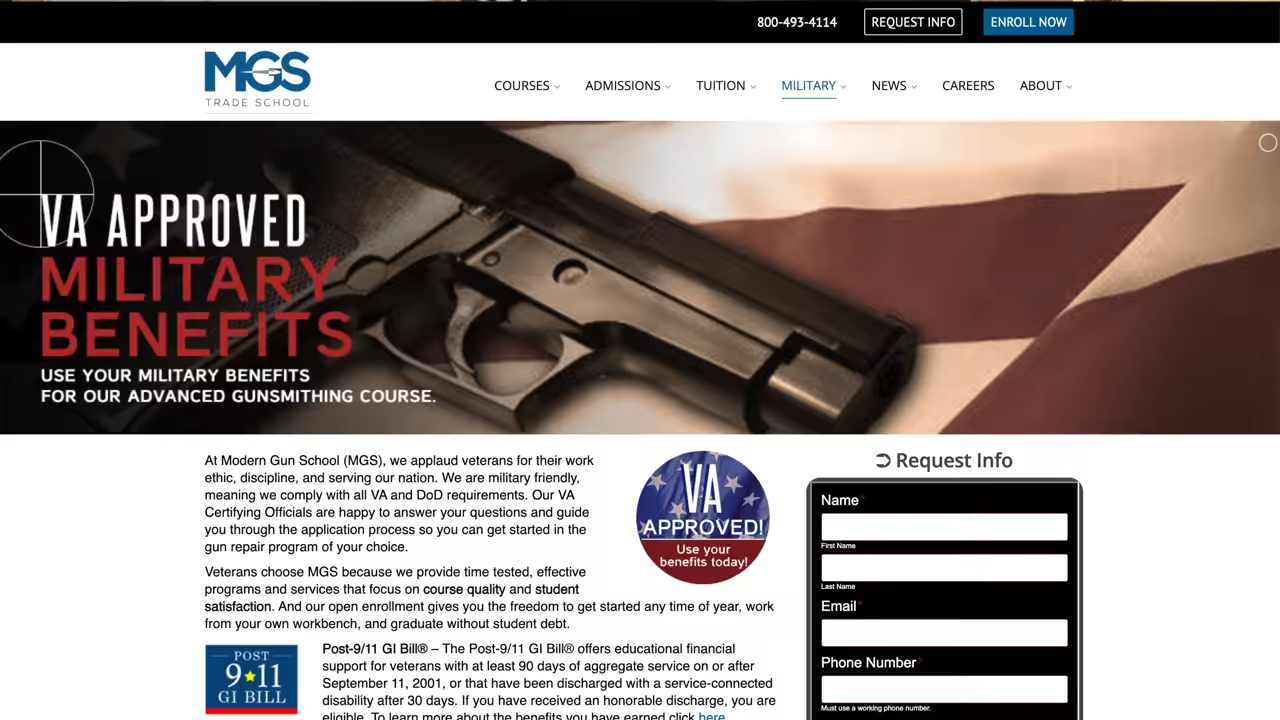 800-493-4114 REQUEST INFO ENROLL NOW
MGS
TRADE SCHOOL
COURSES ADMISSIONS TUITION MILITARY NEWS CAREERS ABOUT
VA APPROVED
MILITARY
BENEFITS
USE YOUR MILITARY BENEFITS
FOR OUR ADVANCED GUNSMITHING COURSE.
At Modern Gun School (MGS), we applaud veterans for their work
ethic, discipline, and serving our nation. We are military friendly,
meaning we comply with all VA and DoD requirements. Our VA
Certifying Officials are happy to answer your questions and guide
you through the application process so you can get started in the
gun repair program of your choice.
VA
APPROVED!
Use your
benefits today!
Veterans choose MGS because we provide time tested, effective
programs and services that focus on course quality and student
satisfaction. And our open enrollment gives you the freedom to get started any time of year, work
from your own workbench, and graduate without student debt.
POST
9 11
GI BILL
Post-9/11 GI Bill® – The Post-9/11 GI Bill® offers educational financial
support for veterans with at least 90 days of aggregate service on or after
September 11, 2001, or that have been discharged with a service-connected
disability after 30 days. If you have received an honorable discharge, you are
eligible. To learn more about the benefits you have earned click here
Request Info
Name*
First Name
Last Name
Email*
Phone Number*
Must use a working phone number.